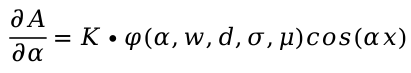 ∂A/∂α = K • φ(α, w, d, σ, μ)cos(αx)